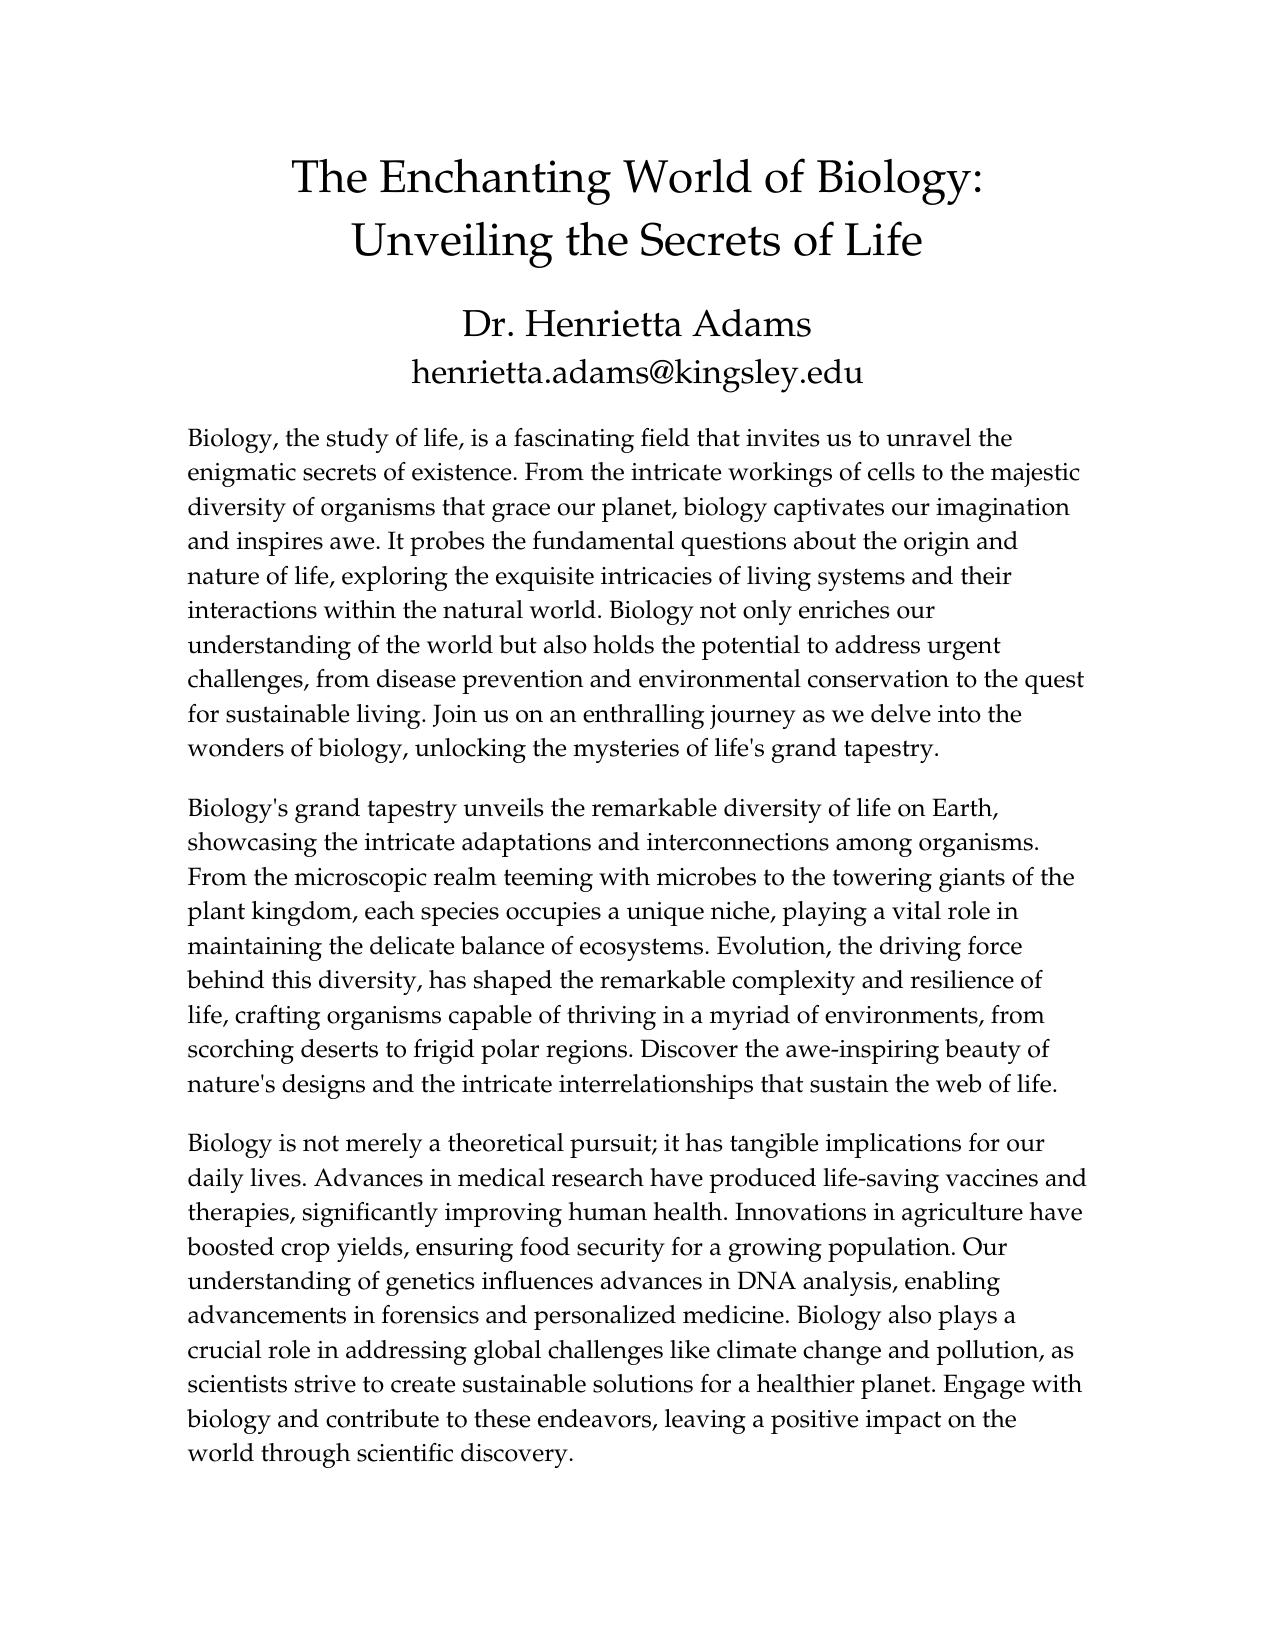 The Enchanting World of Biology:
Unveiling the Secrets of Life
Dr. Henrietta Adams
henrietta.adams@kingsley.edu
Biology, the study of life, is a fascinating field that invites us to unravel the
enigmatic secrets of existence. From the intricate workings of cells to the majestic
diversity of organisms that grace our planet, biology captivates our imagination
and inspires awe. It probes the fundamental questions about the origin and
nature of life, exploring the exquisite intricacies of living systems and their
interactions within the natural world. Biology not only enriches our
understanding of the world but also holds the potential to address urgent
challenges, from disease prevention and environmental conservation to the quest
for sustainable living. Join us on an enthralling journey as we delve into the
wonders of biology, unlocking the mysteries of life's grand tapestry.
Biology's grand tapestry unveils the remarkable diversity of life on Earth,
showcasing the intricate adaptations and interconnections among organisms.
From the microscopic realm teeming with microbes to the towering giants of the
plant kingdom, each species occupies a unique niche, playing a vital role in
maintaining the delicate balance of ecosystems. Evolution, the driving force
behind this diversity, has shaped the remarkable complexity and resilience of
life, crafting organisms capable of thriving in a myriad of environments, from
scorching deserts to frigid polar regions. Discover the awe-inspiring beauty of
nature's designs and the intricate interrelationships that sustain the web of life.
Biology is not merely a theoretical pursuit; it has tangible implications for our
daily lives. Advances in medical research have produced life-saving vaccines and
therapies, significantly improving human health. Innovations in agriculture have
boosted crop yields, ensuring food security for a growing population. Our
understanding of genetics influences advances in DNA analysis, enabling
advancements in forensics and personalized medicine. Biology also plays a
crucial role in addressing global challenges like climate change and pollution, as
scientists strive to create sustainable solutions for a healthier planet. Engage with
biology and contribute to these endeavors, leaving a positive impact on the
world through scientific discovery.